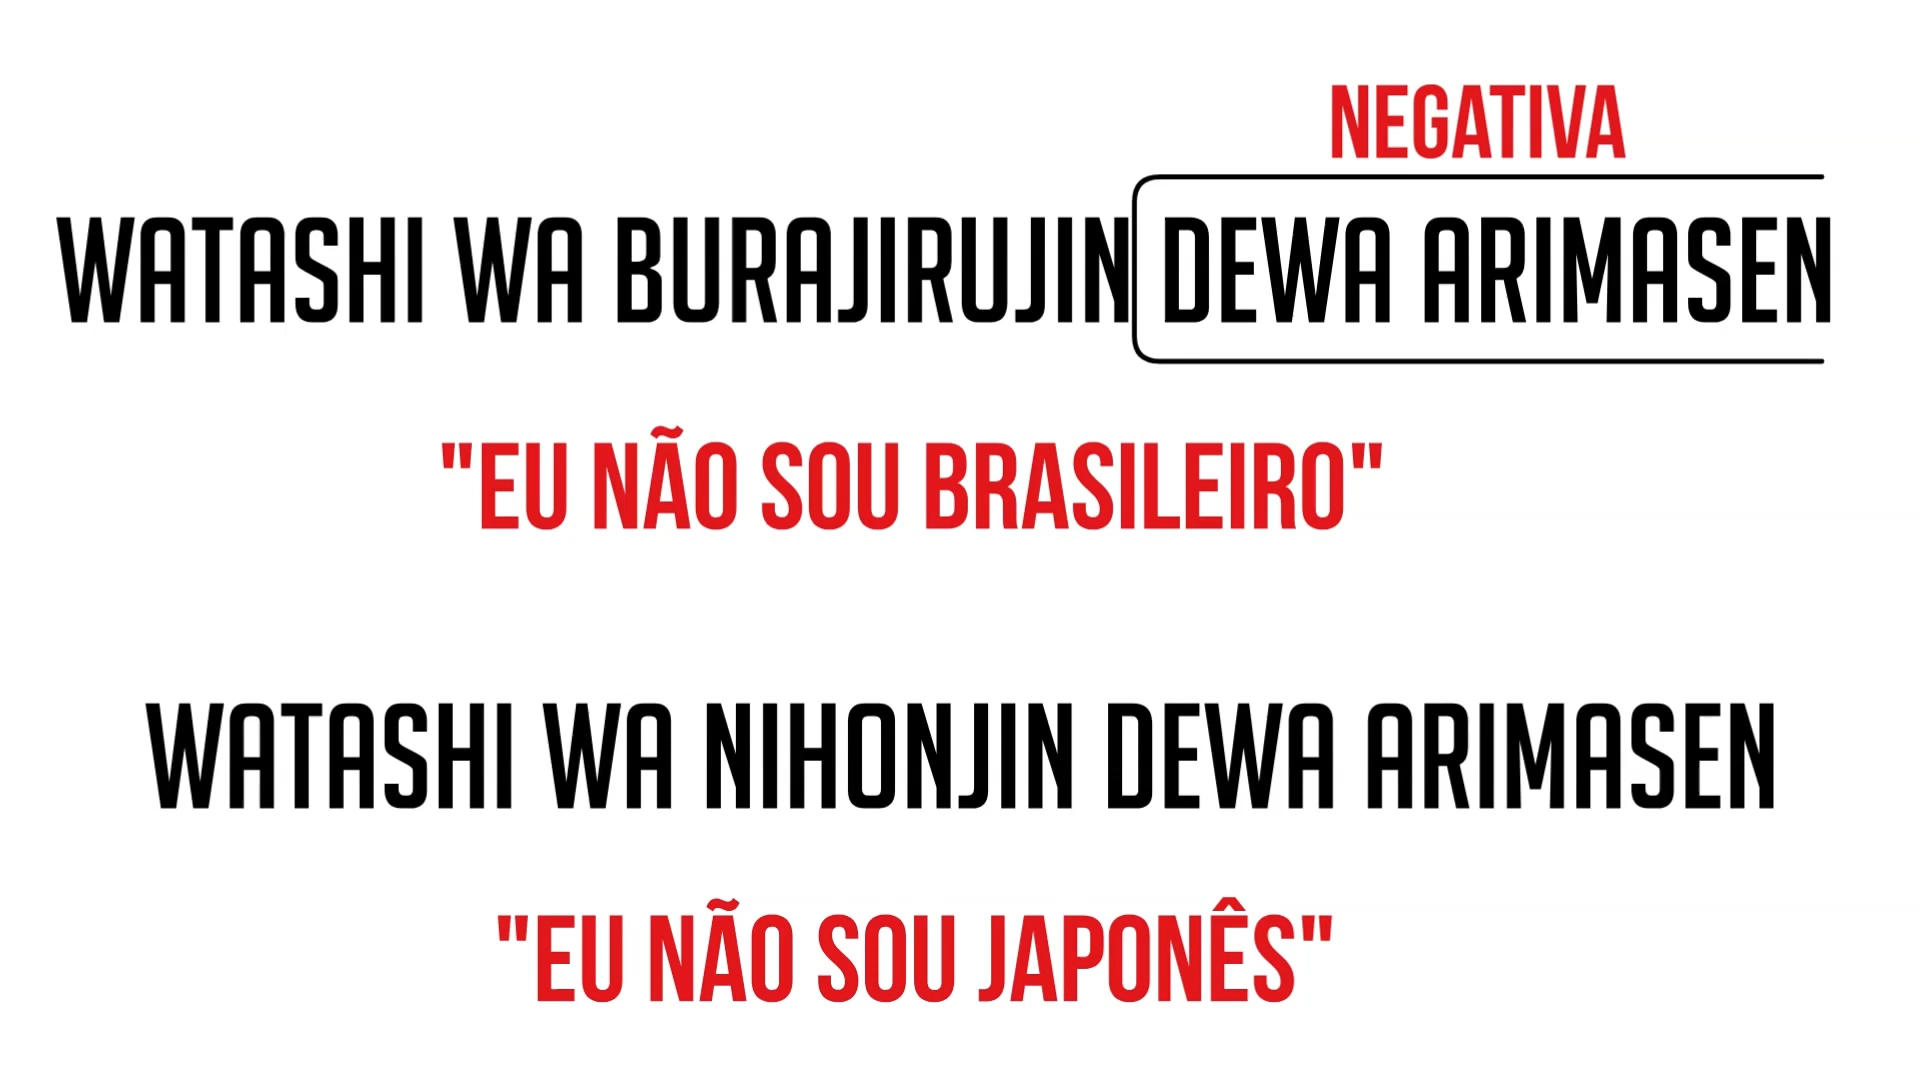 NEGATIVA
WATASHI WA BURAJIRUJIN DEWA ARIMASEN
"EU NÃO SOU BRASILEIRO"
WATASHI WA NIHONJIN DEWA ARIMASEN
"EU NÃO SOU JAPONÊS"